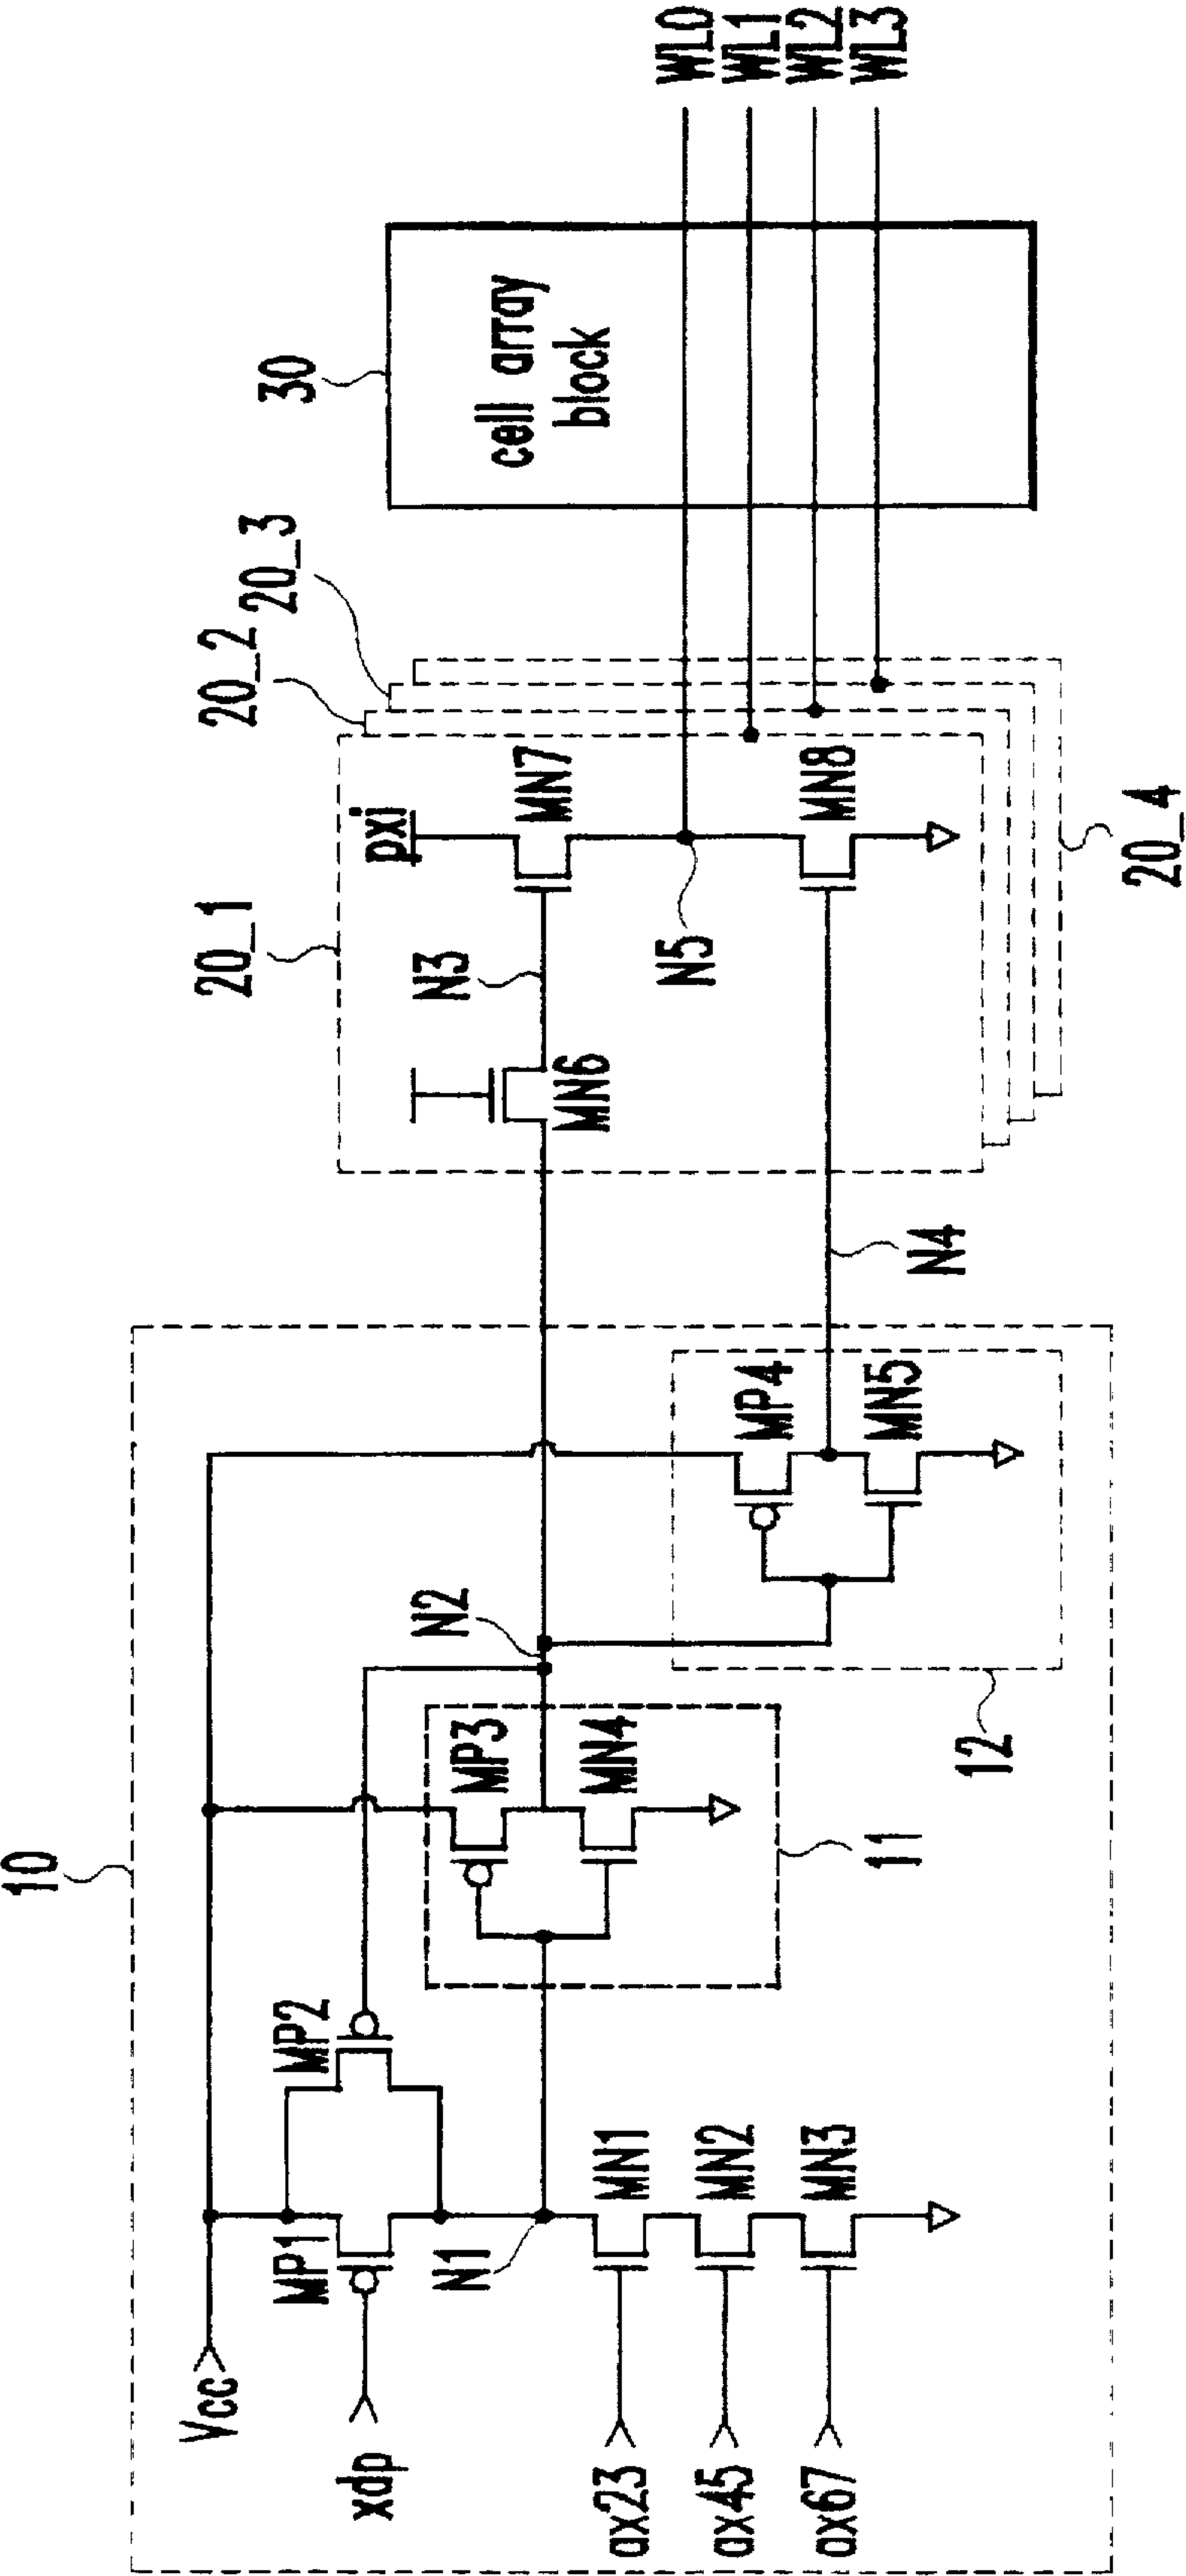 10
Vcc
xdp
ax23
ax45
ax67
MP1
MP2
N1
MN1
MN2
MN3
MP3
MN4
11
N2
MP4
MN5
12
N4
20_1
20_2
20_3
20_4
pxi
N3
MN6
MN7
N5
MN8
30
cell array
block
WL0
WL1
WL2
WL3